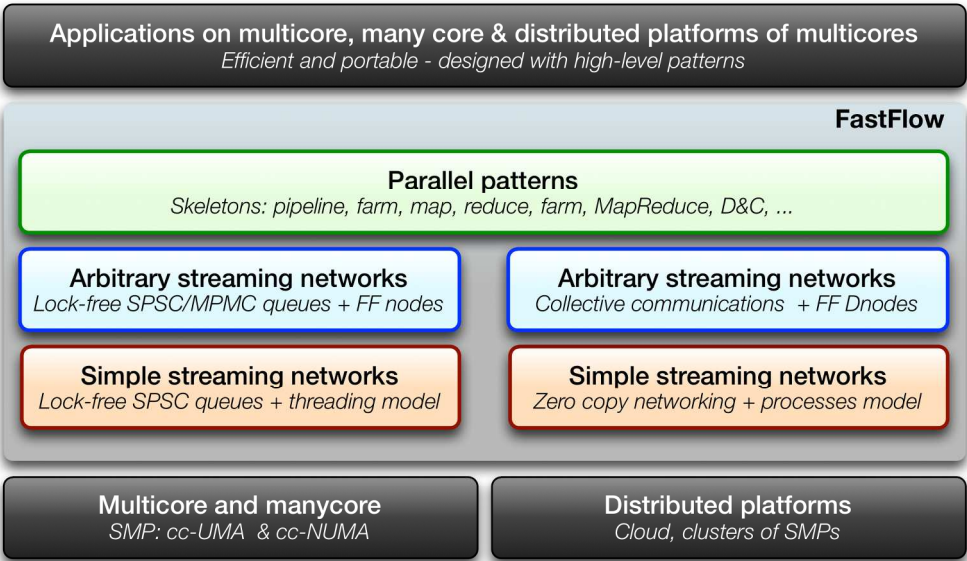 Applications on multicore, many core & distributed platforms of multicores
Efficient and portable - designed with high-level patterns
FastFlow
Parallel patterns
Skeletons: pipeline, farm, map, reduce, farm, MapReduce, D&C, ...
Arbitrary streaming networks
Lock-free SPSC/MPMC queues + FF nodes
Arbitrary streaming networks
Collective communications + FF Dnodes
Simple streaming networks
Lock-free SPSC queues + threading model
Simple streaming networks
Zero copy networking + processes model
Multicore and manycore
SMP: cc-UMA & cc-NUMA
Distributed platforms
Cloud, clusters of SMPs